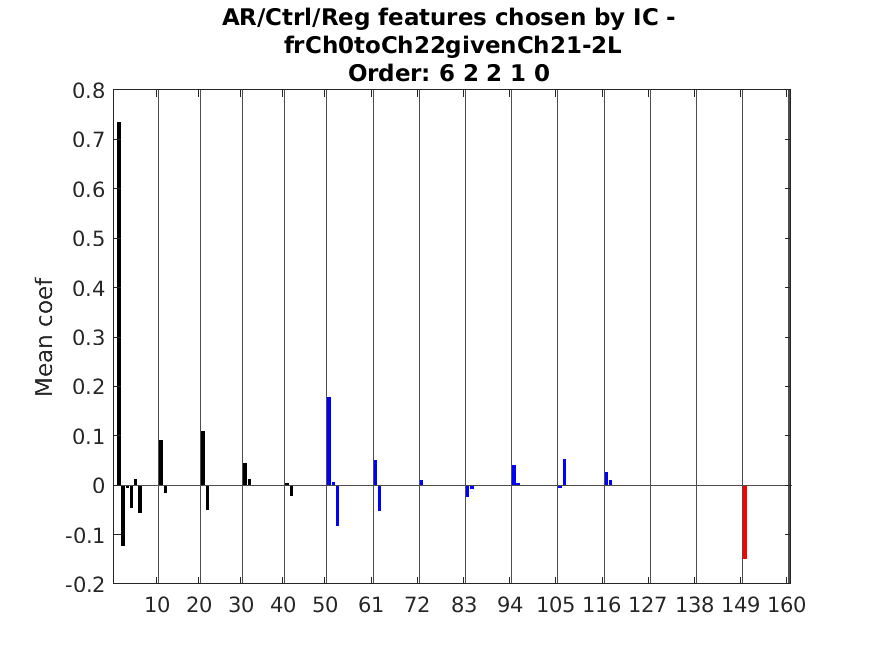 AR/Ctrl/Reg features chosen by IC -
frCh0toCh22givenCh21-2L
Order: 6 2 2 1 0
0.8
0.7
0.6
0.5
0.4
0.3
0.2
0.1
0
-0.1
-0.2
Mean coef
10 20 30 40 50 61 72 83 94 105 116 127 138 149 160